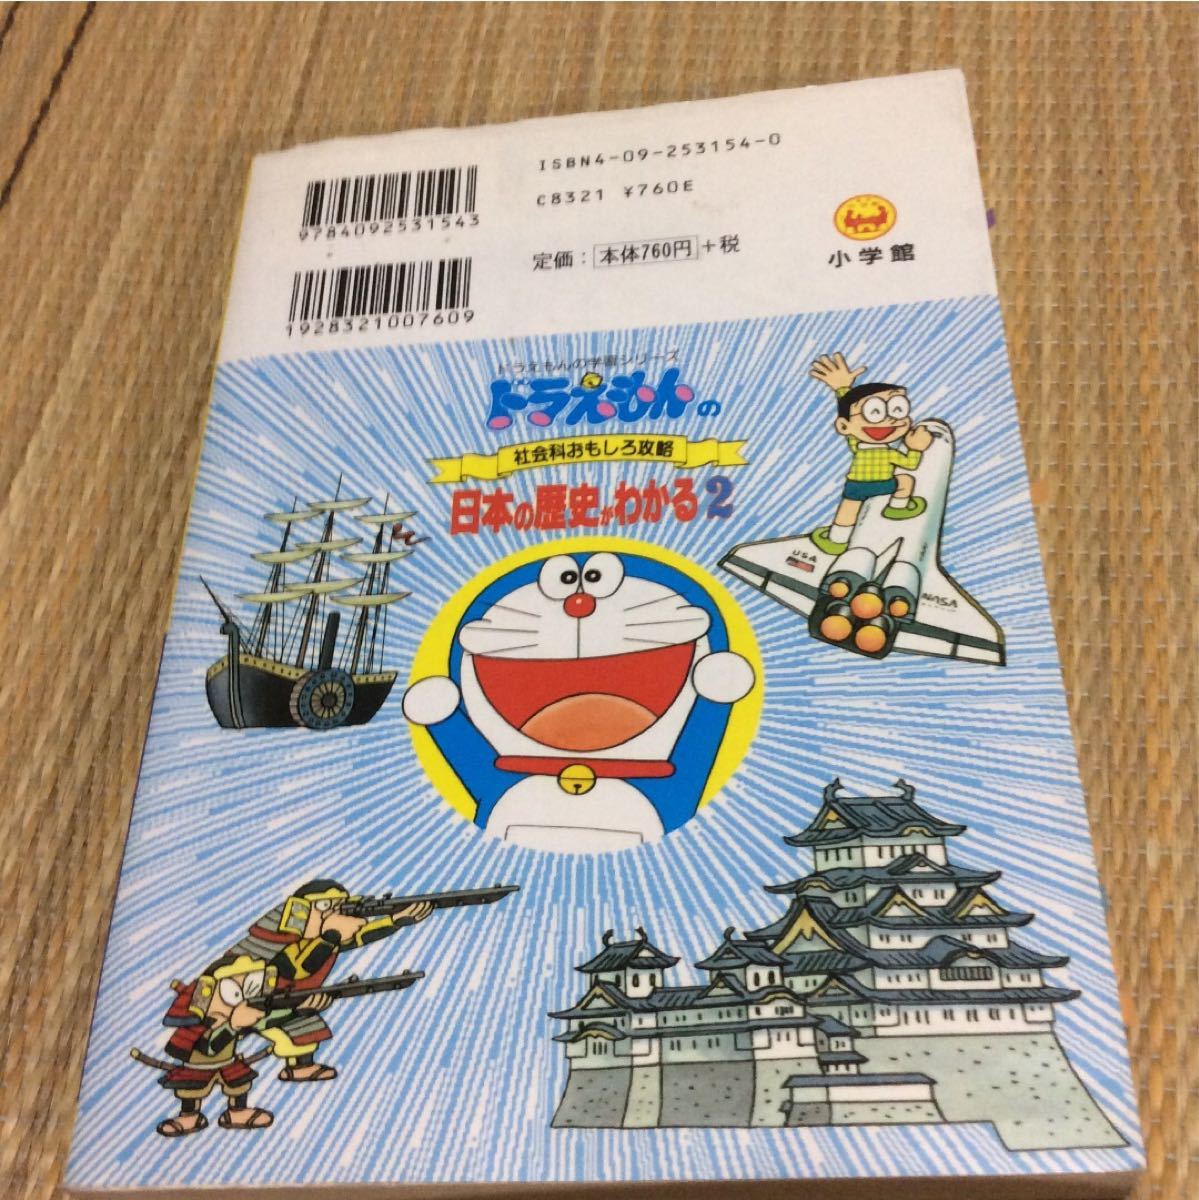 ISBN4-09-253154-0
C8321 ¥760E
9784092531543
定価：本体760円+税
小学館
1928321007609
ドラえもんの学習シリーズ
ドラえもんの
社会科おもしろ攻略
日本の歴史がわかる2
USA
NASA